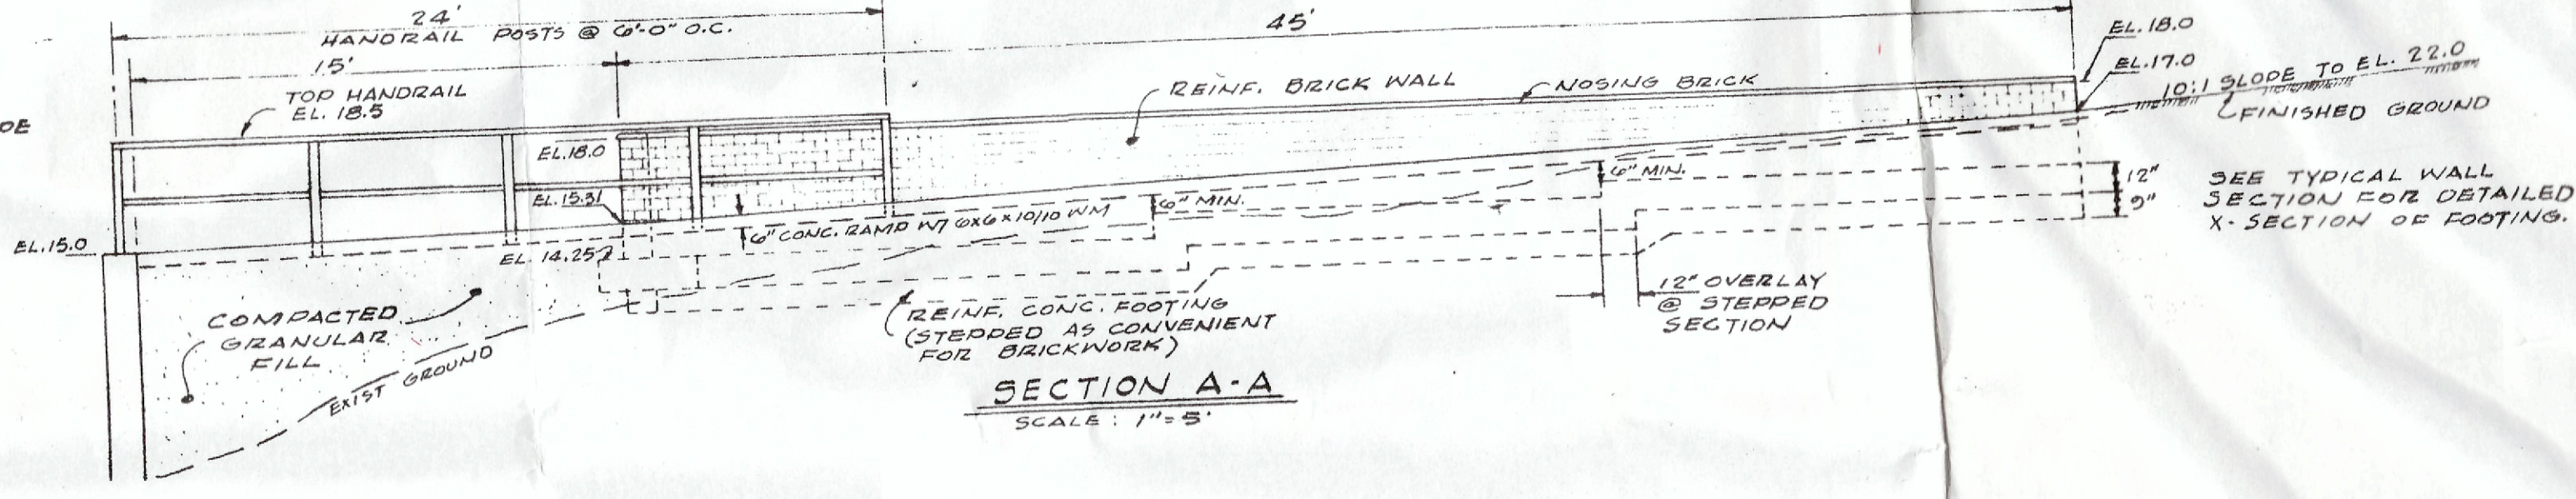 24'
HANDRAIL POSTS @ 6'-0" O.C.
45'
15'
TOP HANDRAIL
EL. 18.5
REINF. BRICK WALL
NOSING BRICK
EL. 18.0
EL. 17.0
10:1 SLOPE TO EL. 22.0
FINISHED GROUND
DE
EL. 18.0
EL. 15.31
EL. 15.0
EL. 14.25
6" CONC. RAMP W/ 6X6X10/10 WM
6" MIN.
6" MIN.
12"
9"
SEE TYPICAL WALL
SECTION FOR DETAILED
X-SECTION OF FOOTING.
COMPACTED
GRANULAR
FILL
EXIST GROUND
REINF. CONC. FOOTING
(STEPPED AS CONVENIENT
FOR BRICKWORK)
12" OVERLAY
@ STEPPED
SECTION
SECTION A-A
SCALE: 1"=5'